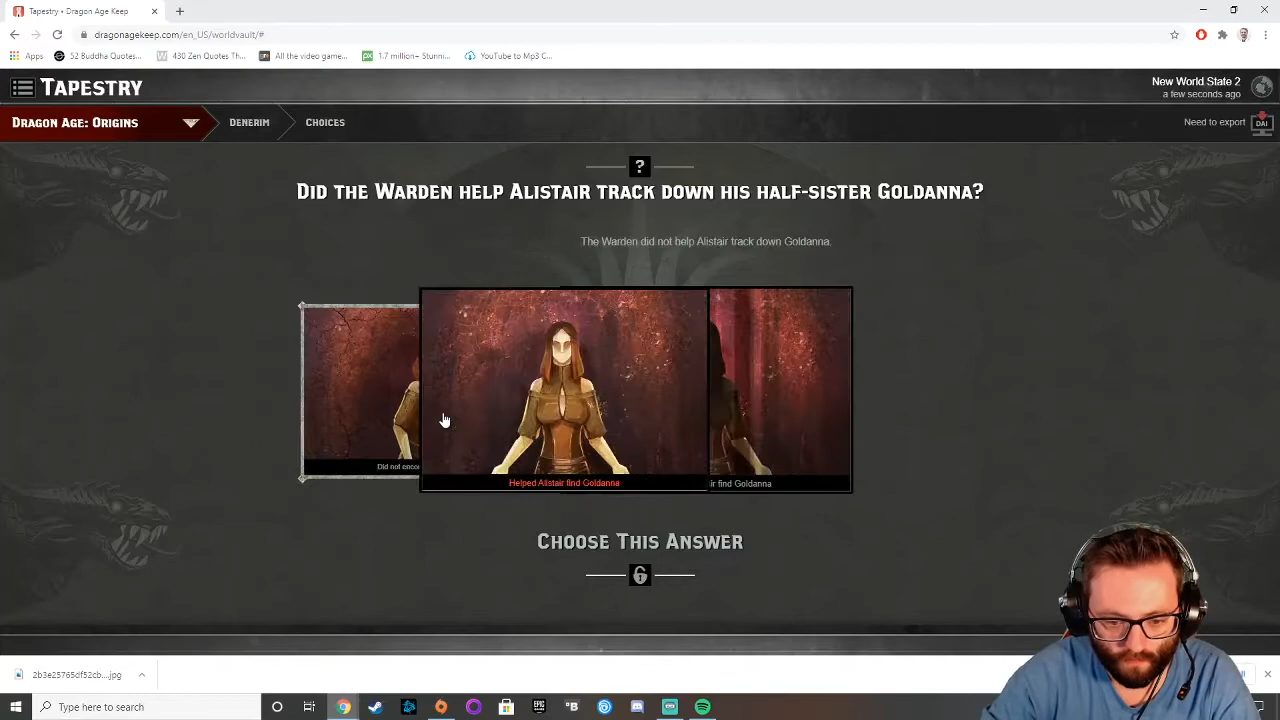 Tapestry • Dragon Age Keep
dragonagekeep.com/en_US/worldvault/#
Apps
52 Buddha Quotes...
430 Zen Quotes Th...
All the video game...
1.7 million+ Stunni...
YouTube to Mp3 C...
TAPESTRY
New World State 2
a few seconds ago
DRAGON AGE: ORIGINS
DENERIM
CHOICES
Need to export
DAI
?
DID THE WARDEN HELP ALISTAIR TRACK DOWN HIS HALF-SISTER GOLDANNA?
The Warden did not help Alistair track down Goldanna.
Did not enco
Helped Alistair find Goldanna
ir find Goldanna
CHOOSE THIS ANSWER
2b3e25765df52cb....jpg
Type here to search